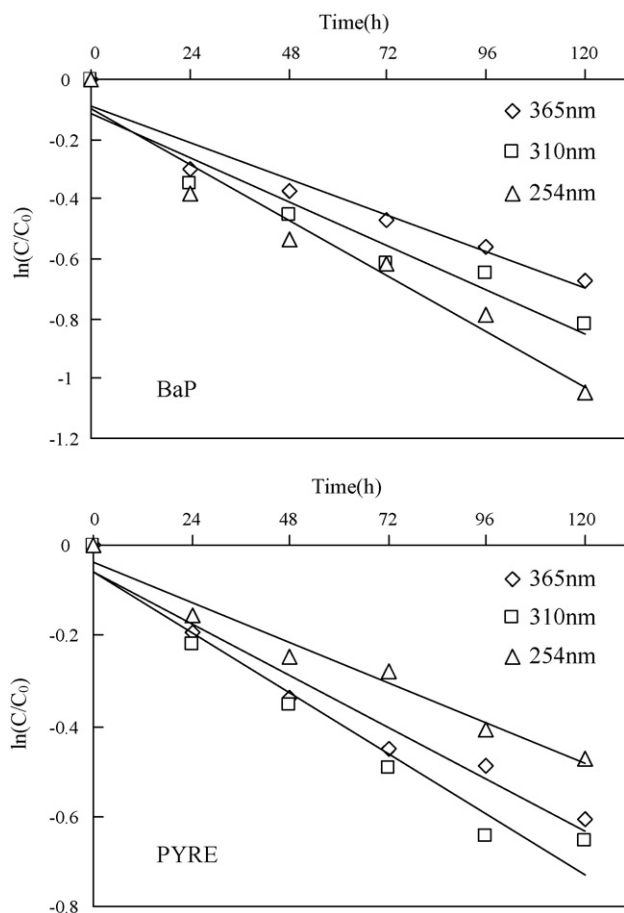 Time(h)
0 24 48 72 96 120
0
-0.2
-0.4
-0.6
-0.8
-1
-1.2
ln(C/C₀)
365nm
310nm
254nm
BaP
Time(h)
0 24 48 72 96 120
0
-0.2
-0.4
-0.6
-0.8
ln(C/C₀)
365nm
310nm
254nm
PYRE